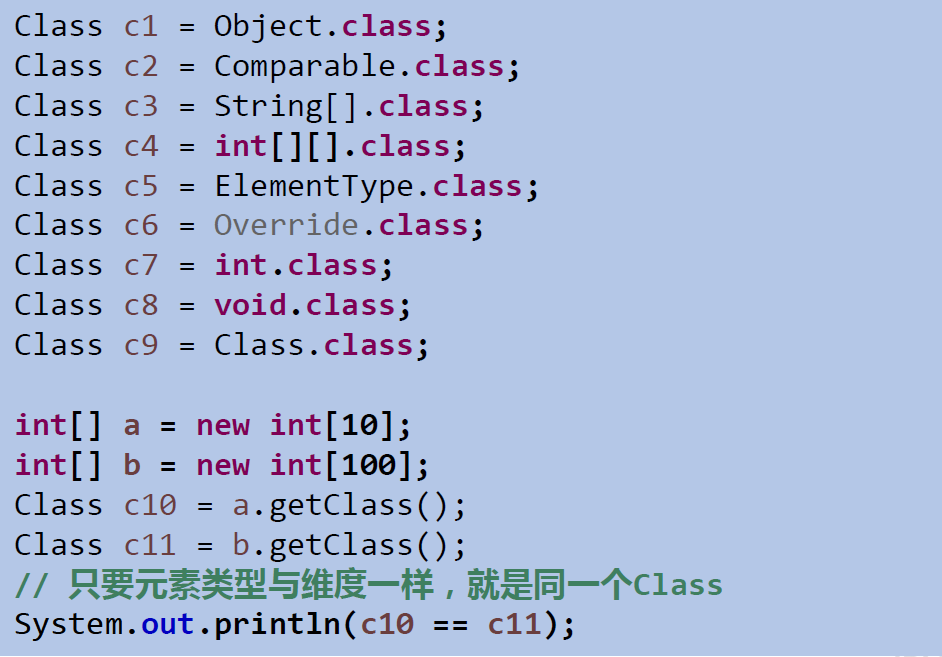 Class c1 = Object.class;
Class c2 = Comparable.class;
Class c3 = String[].class;
Class c4 = int[][].class;
Class c5 = ElementType.class;
Class c6 = Override.class;
Class c7 = int.class;
Class c8 = void.class;
Class c9 = Class.class;
int[] a = new int[10];
int[] b = new int[100];
Class c10 = a.getClass();
Class c11 = b.getClass();
// 只要元素类型与维度一样，就是同一个Class
System.out.println(c10 == c11);